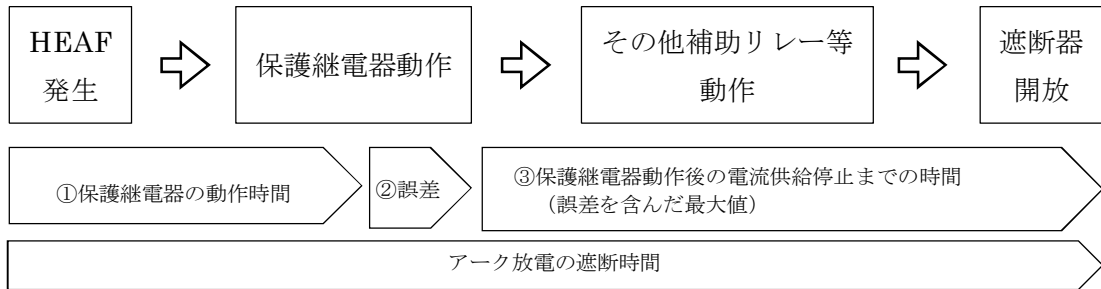 HEAF
発生
保護継電器動作
その他補助リレー等
動作
遮断器
開放
①保護継電器の動作時間
②誤差
③保護継電器動作後の電流供給停止までの時間
（誤差を含んだ最大値）
アーク放電の遮断時間